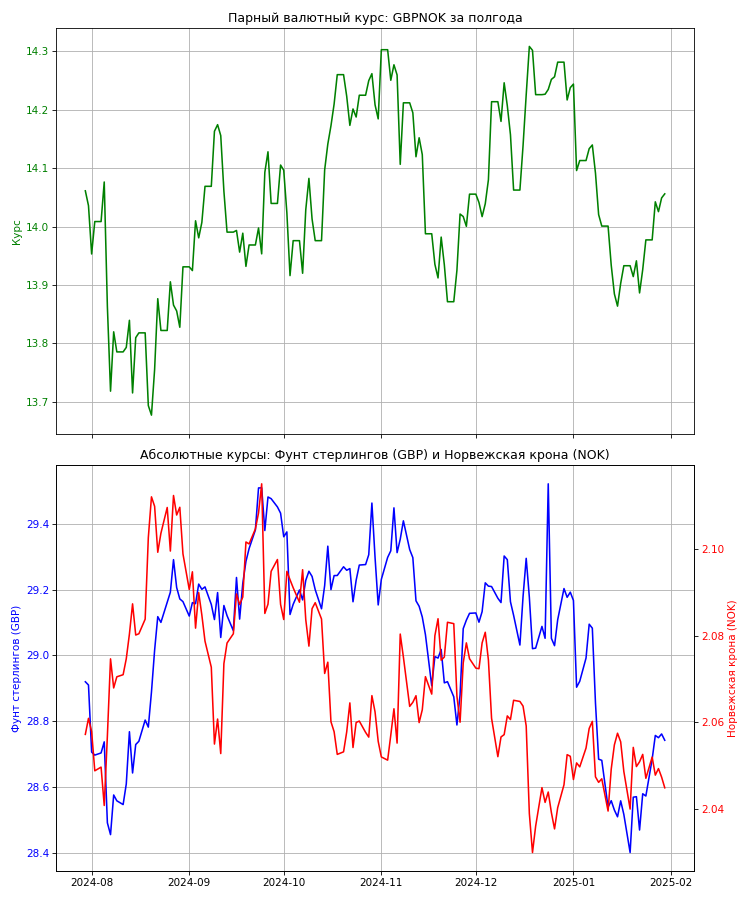 Парный валютный курс: GBPNOK за полгода
14.3
14.2
14.1
14.0
13.9
13.8
13.7
Курс
Абсолютные курсы: Фунт стерлингов (GBP) и Норвежская крона (NOK)
29.4
29.2
29.0
28.8
28.6
28.4
Фунт стерлингов (GBP)
2.10
2.08
2.06
2.04
Норвежская крона (NOK)
2024-08 2024-09 2024-10 2024-11 2024-12 2025-01 2025-02